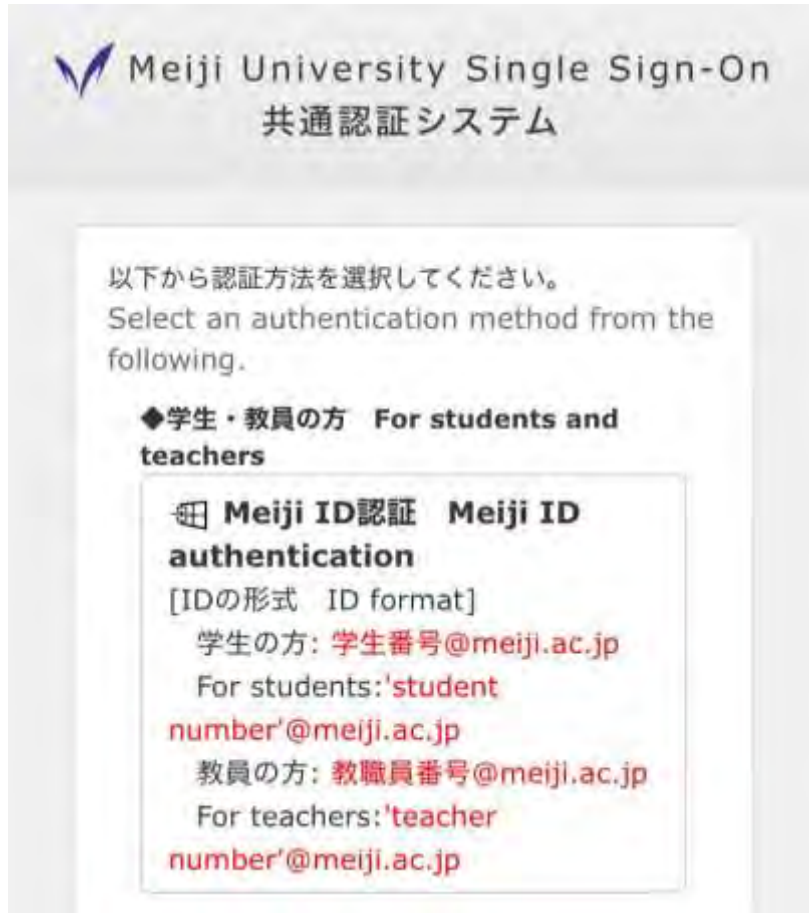 Meiji University Single Sign-On
共通認証システム
以下から認証方法を選択してください。
Select an authentication method from the
following.
◆学生・教員の方　For students and
teachers
Meiji ID認証　Meiji ID
authentication
[IDの形式　ID format]
学生の方: 学生番号@meiji.ac.jp
For students:'student
number'@meiji.ac.jp
教員の方: 教職員番号@meiji.ac.jp
For teachers:'teacher
number'@meiji.ac.jp